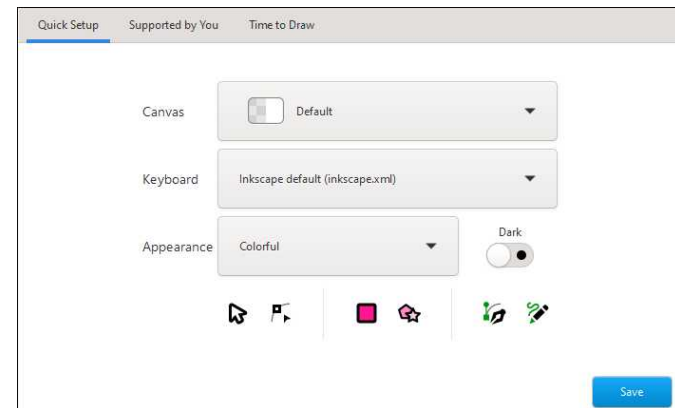 Quick Setup Supported by You Time to Draw
Canvas Default
Keyboard Inkscape default (inkscape.xml)
Dark
Appearance Colorful
Save